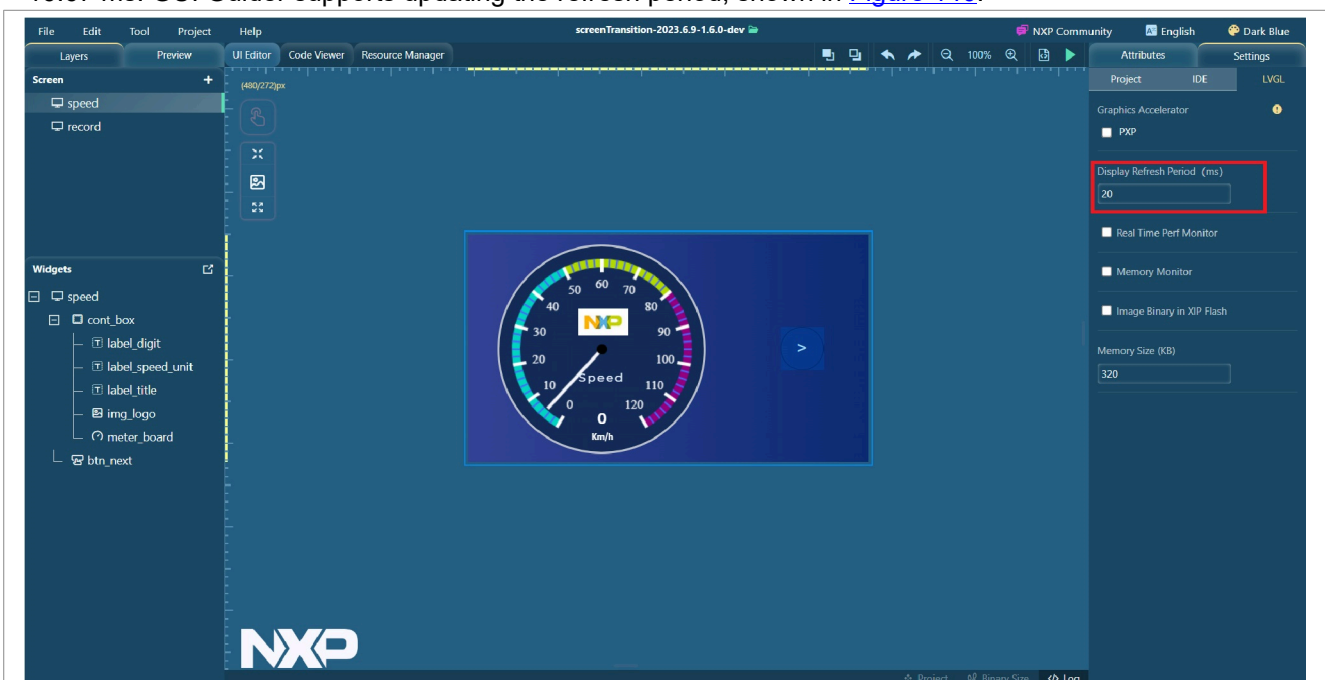 File Edit Tool Project Help screenTransition-2023.6.9-1.6.0-dev NXP Community English Dark Blue
Layers Preview UI Editor Code Viewer Resource Manager 100% Attributes Settings
Screen +
speed
record
(480/272)px
Project IDE LVGL
Graphics Accelerator
PXP
Display Refresh Period (ms)
20
Real Time Perf Monitor
Memory Monitor
Image Binary in XIP Flash
Memory Size (KB)
320
Widgets
speed
cont_box
label_digit
label_speed_unit
label_title
img_logo
meter_board
btn_next
0 10 20 30 40 50 60 70 80 90 100 110 120
NXP
Speed
0
Km/h
>
NXP
Project Binary Size Log